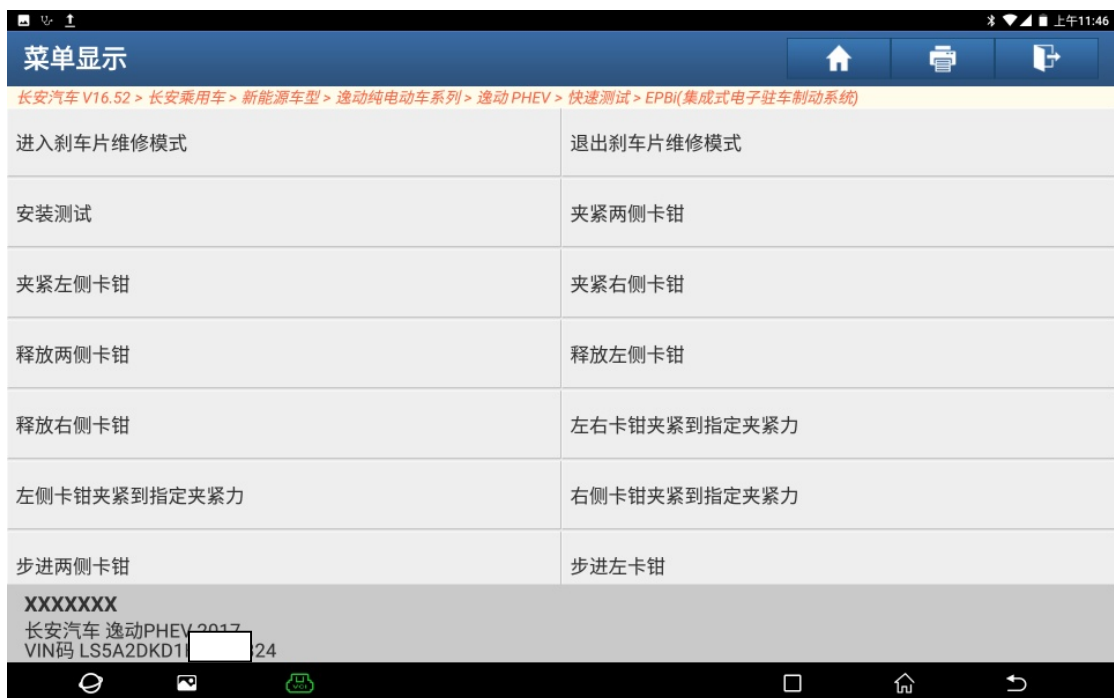 上午11:46
菜单显示
长安汽车 V16.52 > 长安乘用车 > 新能源车型 > 逸动纯电动车系列 > 逸动 PHEV > 快速测试 > EPBi(集成式电子驻车制动系统)
进入刹车片维修模式 退出刹车片维修模式
安装测试 夹紧两侧卡钳
夹紧左侧卡钳 夹紧右侧卡钳
释放两侧卡钳 释放左侧卡钳
释放右侧卡钳 左右卡钳夹紧到指定夹紧力
左侧卡钳夹紧到指定夹紧力 右侧卡钳夹紧到指定夹紧力
步进两侧卡钳 步进左卡钳
XXXXXXX
长安汽车 逸动PHEV 2017
VIN码 LS5A2DKD1 324
VCI